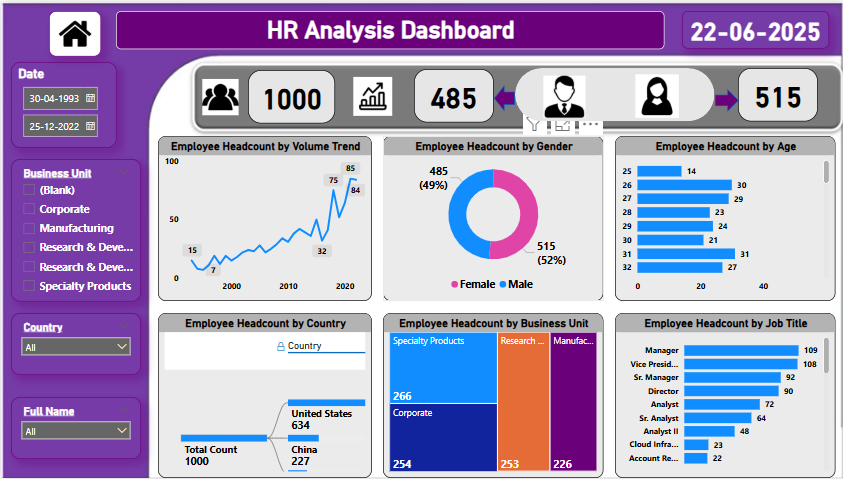 HR Analysis Dashboard
22-06-2025
Date
30-04-1993
25-12-2022
1000
485
515
Business Unit
(Blank)
Corporate
Manufacturing
Research & Deve...
Research & Deve...
Specialty Products
Country
All
Full Name
All
Employee Headcount by Volume Trend
100
50
0
15
7
32
75
85
84
2000
2010
2020
Employee Headcount by Gender
485
(49%)
515
(52%)
Female
Male
Employee Headcount by Age
25
14
26
30
27
29
28
23
29
24
30
21
31
31
32
27
0
20
40
Employee Headcount by Country
Country
Total Count
1000
United States
634
China
227
Employee Headcount by Business Unit
Specialty Products
266
Corporate
254
Research ...
253
Manufac...
226
Employee Headcount by Job Title
Manager
109
Vice Presid...
108
Sr. Manager
92
Director
90
Analyst
72
Sr. Analyst
64
Analyst II
48
Cloud Infra...
23
Account Re...
22